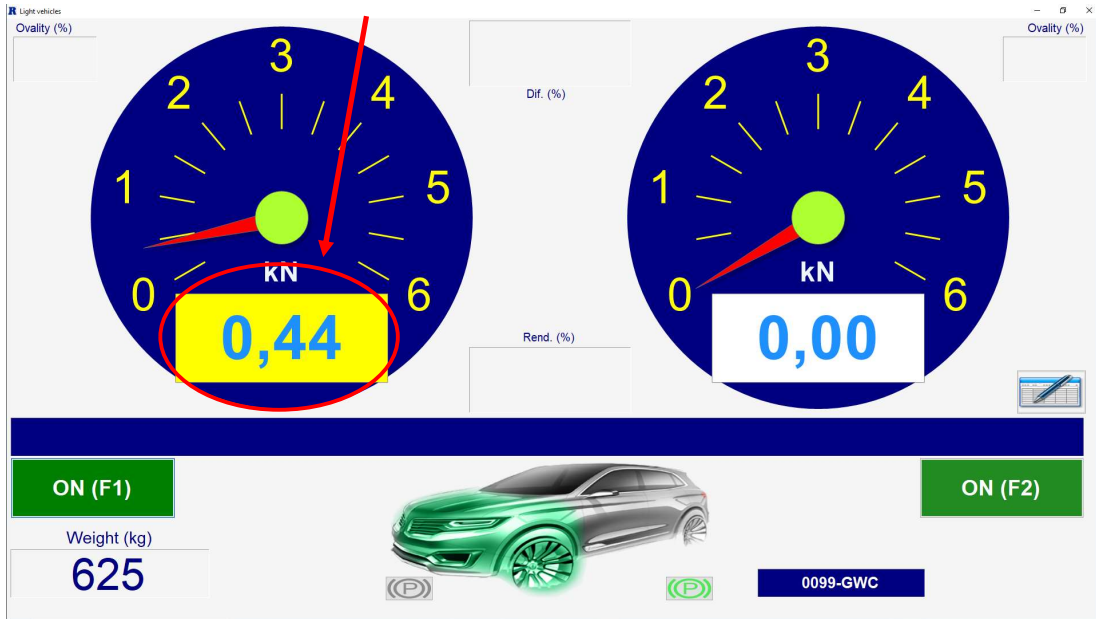 R Light vehicles
Ovality (%)
Ovality (%)
Dif. (%)
0 1 2 3 4 5 6
kN
0,44
0 1 2 3 4 5 6
kN
0,00
Rend. (%)
ON (F1)
ON (F2)
Weight (kg)
625
(P)
(P)
0099-GWC